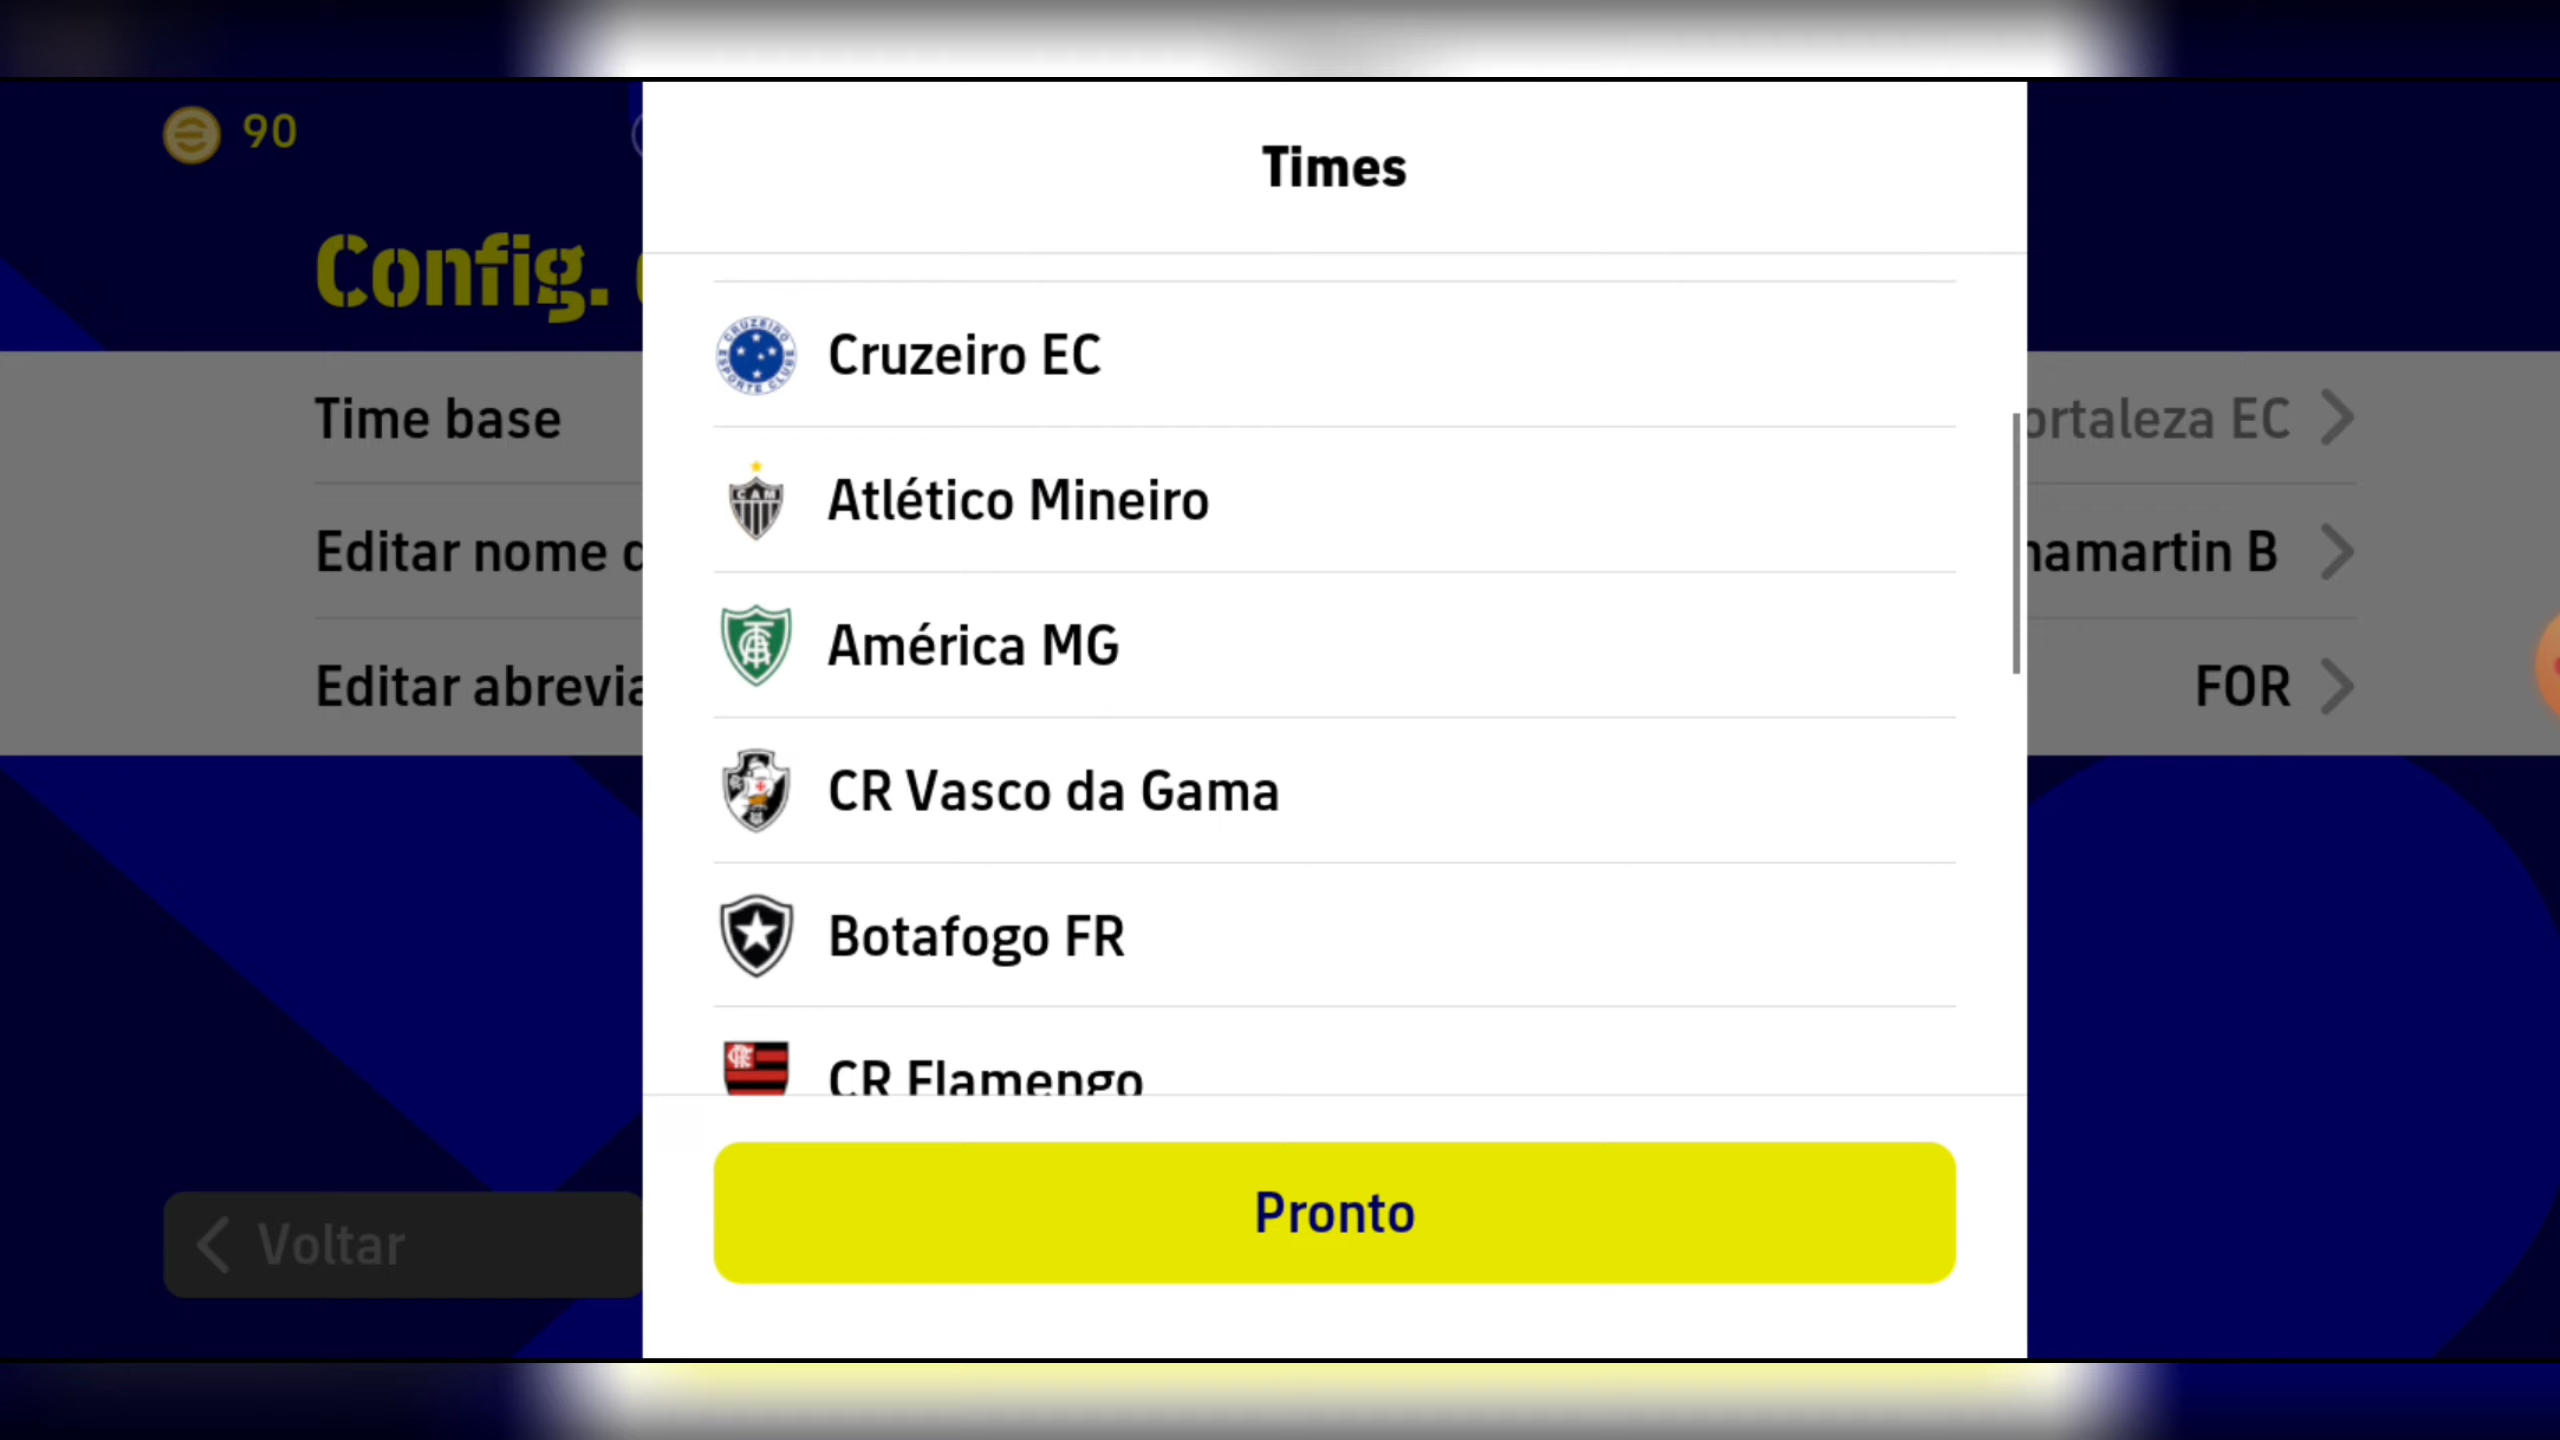 90
Times
Config.
Cruzeiro EC
Time base
ortaleza EC
Atlético Mineiro
Editar nome
amartin B
América MG
Editar abrevia
FOR
CR Vasco da Gama
Botafogo FR
CR Flamengo
Pronto
Voltar